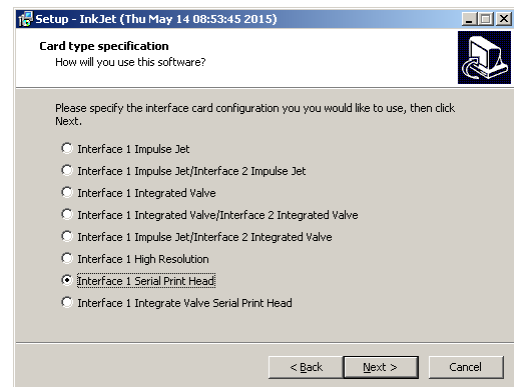 Setup - InkJet (Thu May 14 08:53:45 2015)
Card type specification
How will you use this software?
Please specify the interface card configuration you you would like to use, then click
Next.
Interface 1 Impulse Jet
Interface 1 Impulse Jet/Interface 2 Impulse Jet
Interface 1 Integrated Valve
Interface 1 Integrated Valve/Interface 2 Integrated Valve
Interface 1 Impulse Jet/Interface 2 Integrated Valve
Interface 1 High Resolution
Interface 1 Serial Print Head
Interface 1 Integrate Valve Serial Print Head
< Back Next > Cancel